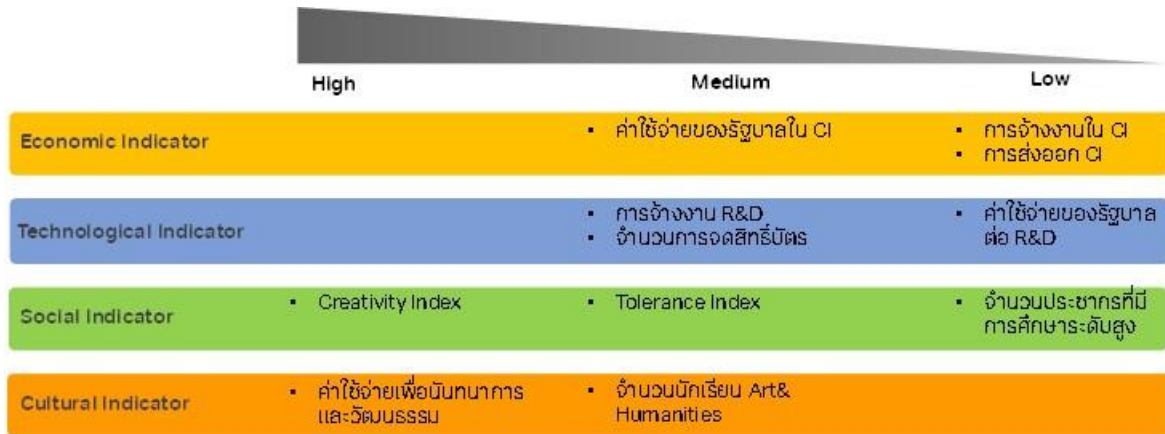 High Medium Low
Economic Indicator
▪ ค่าใช้จ่ายของรัฐบาลใน CI
▪ การจ้างงานใน CI
▪ การส่งออก CI
Technological Indicator
▪ การจ้างงาน R&D
▪ จำนวนการจดสิทธิ์บัตร
▪ ค่าใช้จ่ายของรัฐบาล
ต่อ R&D
Social Indicator
▪ Creativity Index
▪ Tolerance Index
▪ จำนวนประชากรที่มี
การศึกษาระดับสูง
Cultural Indicator
▪ ค่าใช้จ่ายเพื่อนันทนาการ
และวัฒนธรรม
▪ จำนวนนักเรียน Art&
Humanities